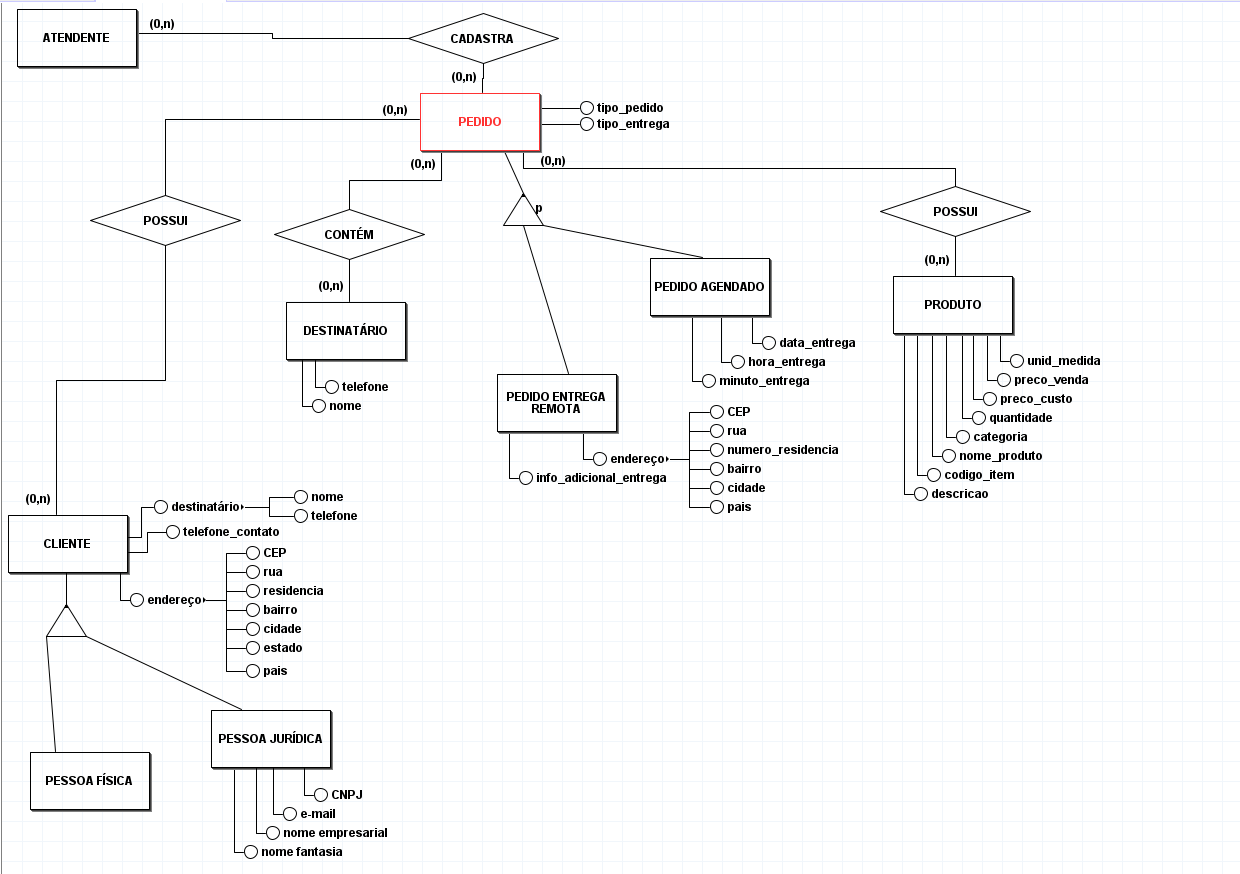 ATENDENTE
(0,n)
CADASTRA
(0,n)
(0,n)
PEDIDO
tipo_pedido
tipo_entrega
(0,n)
(0,n)
POSSUI
CONTÉM
p
POSSUI
(0,n)
(0,n)
DESTINATÁRIO
telefone
nome
PEDIDO AGENDADO
data_entrega
hora_entrega
minuto_entrega
PRODUTO
unid_medida
preco_venda
preco_custo
quantidade
categoria
nome_produto
codigo_item
descricao
PEDIDO ENTREGA
REMOTA
endereço
CEP
rua
numero_residencia
bairro
cidade
pais
info_adicional_entrega
(0,n)
CLIENTE
destinatário
nome
telefone
telefone_contato
endereço
CEP
rua
residencia
bairro
cidade
estado
pais
PESSOA FÍSICA
PESSOA JURÍDICA
CNPJ
e-mail
nome empresarial
nome fantasia